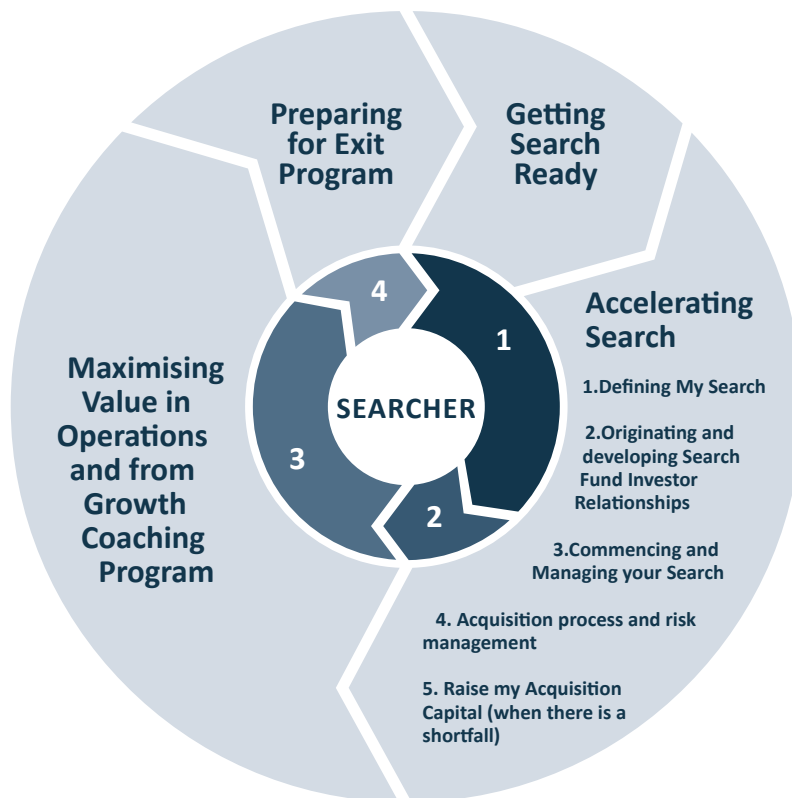 Preparing
for Exit
Program
Getting
Search
Ready
Accelerating
Search
1.Defining My Search
2.Originating and
developing Search
Fund Investor
Relationships
3.Commencing and
Managing your Search
4. Acquisition process and risk
management
5. Raise my Acquisition
Capital (when there is a
shortfall)
Maximising
Value in
Operations
and from
Growth
Coaching
Program
4
1
SEARCHER
3
2